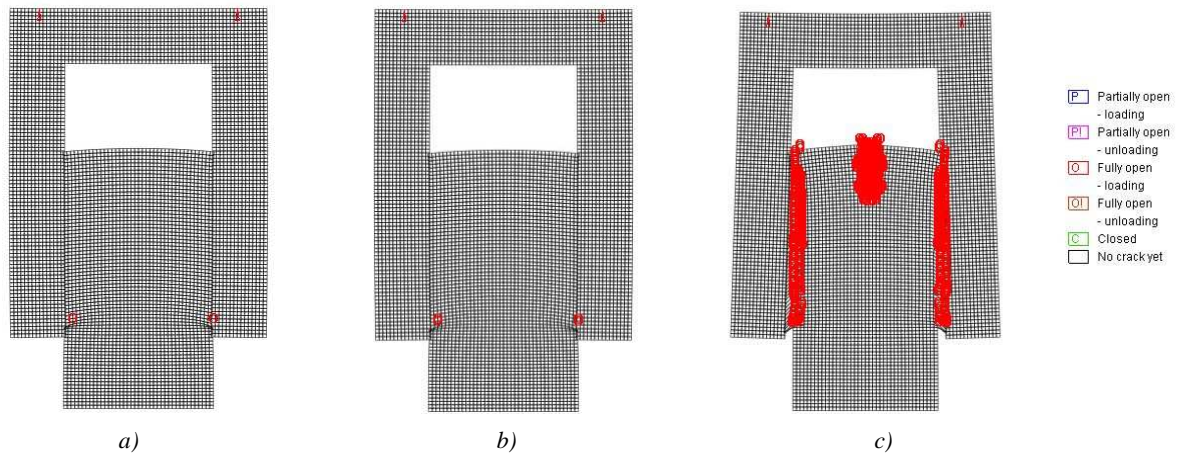 P Partially open
- loading
PI Partially open
- unloading
O Fully open
- loading
OI Fully open
- unloading
C Closed
No crack yet
a) b) c)